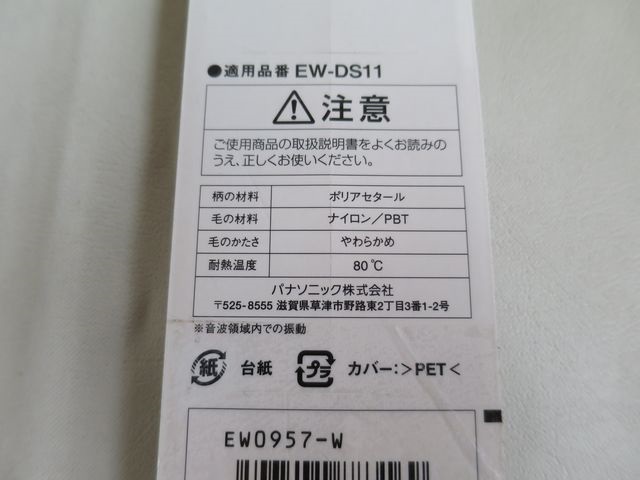 ●適用品番 EW-DS11
注意
ご使用商品の取扱説明書をよくお読みの
うえ、正しくお使いください。
柄の材料 ポリアセタール
毛の材料 ナイロン／PBT
毛のかたさ やわらかめ
耐熱温度 80℃
パナソニック株式会社
〒525-8555 滋賀県草津市野路東2丁目3番1-2号
※音波領域内での振動
紙 台紙 プラ カバー：＞PET＜
EW0957-W